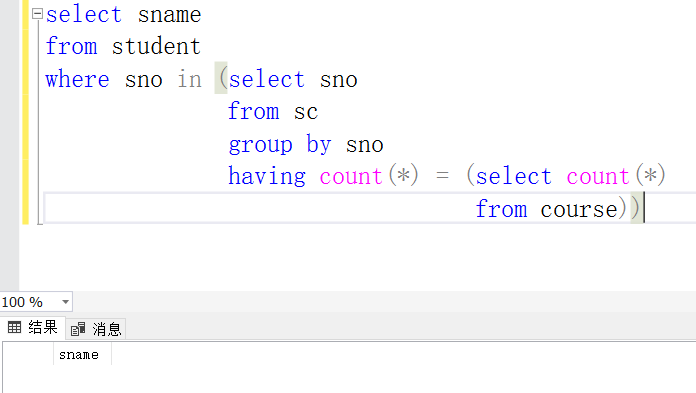 select sname
from student
where sno in (select sno
from sc
group by sno
having count(*) = (select count(*)
from course))
100 %
结果 消息
sname